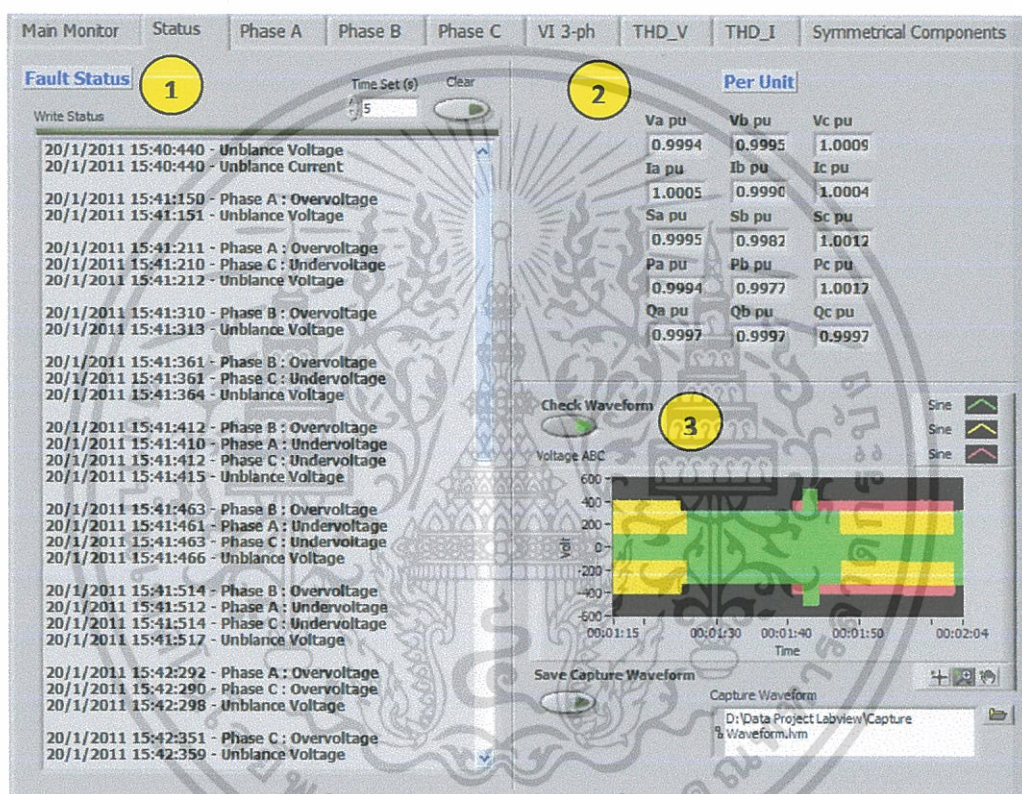 Main Monitor Status Phase A Phase B Phase C VI 3-ph THD_V THD_I Symmetrical Components
Fault Status
1
Time Set (s) Clear
5
Write Status
20/1/2011 15:40:440 - Unblance Voltage
20/1/2011 15:40:440 - Unblance Current
20/1/2011 15:41:150 - Phase A : Overvoltage
20/1/2011 15:41:151 - Unblance Voltage
20/1/2011 15:41:211 - Phase A : Overvoltage
20/1/2011 15:41:210 - Phase C : Undervoltage
20/1/2011 15:41:212 - Unblance Voltage
20/1/2011 15:41:310 - Phase B : Overvoltage
20/1/2011 15:41:313 - Unblance Voltage
20/1/2011 15:41:361 - Phase B : Overvoltage
20/1/2011 15:41:361 - Phase C : Undervoltage
20/1/2011 15:41:364 - Unblance Voltage
20/1/2011 15:41:412 - Phase B : Overvoltage
20/1/2011 15:41:410 - Phase A : Undervoltage
20/1/2011 15:41:412 - Phase C : Undervoltage
20/1/2011 15:41:415 - Unblance Voltage
20/1/2011 15:41:463 - Phase B : Overvoltage
20/1/2011 15:41:461 - Phase A : Undervoltage
20/1/2011 15:41:463 - Phase C : Undervoltage
20/1/2011 15:41:466 - Unblance Voltage
20/1/2011 15:41:514 - Phase B : Overvoltage
20/1/2011 15:41:512 - Phase A : Undervoltage
20/1/2011 15:41:514 - Phase C : Undervoltage
20/1/2011 15:41:517 - Unblance Voltage
20/1/2011 15:42:292 - Phase A : Overvoltage
20/1/2011 15:42:290 - Phase C : Overvoltage
20/1/2011 15:42:298 - Unblance Voltage
20/1/2011 15:42:351 - Phase C : Overvoltage
20/1/2011 15:42:359 - Unblance Voltage
2
Per Unit
Va pu Vb pu Vc pu
0.9994 0.9995 1.0009
Ia pu Ib pu Ic pu
1.0005 0.9990 1.0004
Sa pu Sb pu Sc pu
0.9995 0.9982 1.0012
Pa pu Pb pu Pc pu
0.9994 0.9977 1.0017
Qa pu Qb pu Qc pu
0.9997 0.9997 0.9997
Check Waveform
3
Sine
Sine
Sine
Voltage ABC
600
400
200
0
-200
-400
-600
Volt
00:01:15 00:01:30 00:01:40 00:01:50 00:02:04
Time
Save Capture Waveform
Capture Waveform
D:\Data Project Labview\Capture
Waveform.lvm